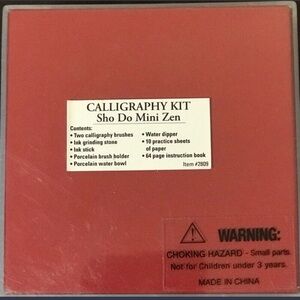 CALLIGRAPHY KIT
Sho Do Mini Zen
Contents:
• Two calligraphy brushes
• Ink grinding stone
• Ink stick
• Porcelain brush holder
• Porcelain water bowl
• Water dipper
• 10 practice sheets
of paper
• 64 page instruction book
Item #2809
WARNING:
CHOKING HAZARD - Small parts.
Not for Children under 3 years.
MADE IN CHINA